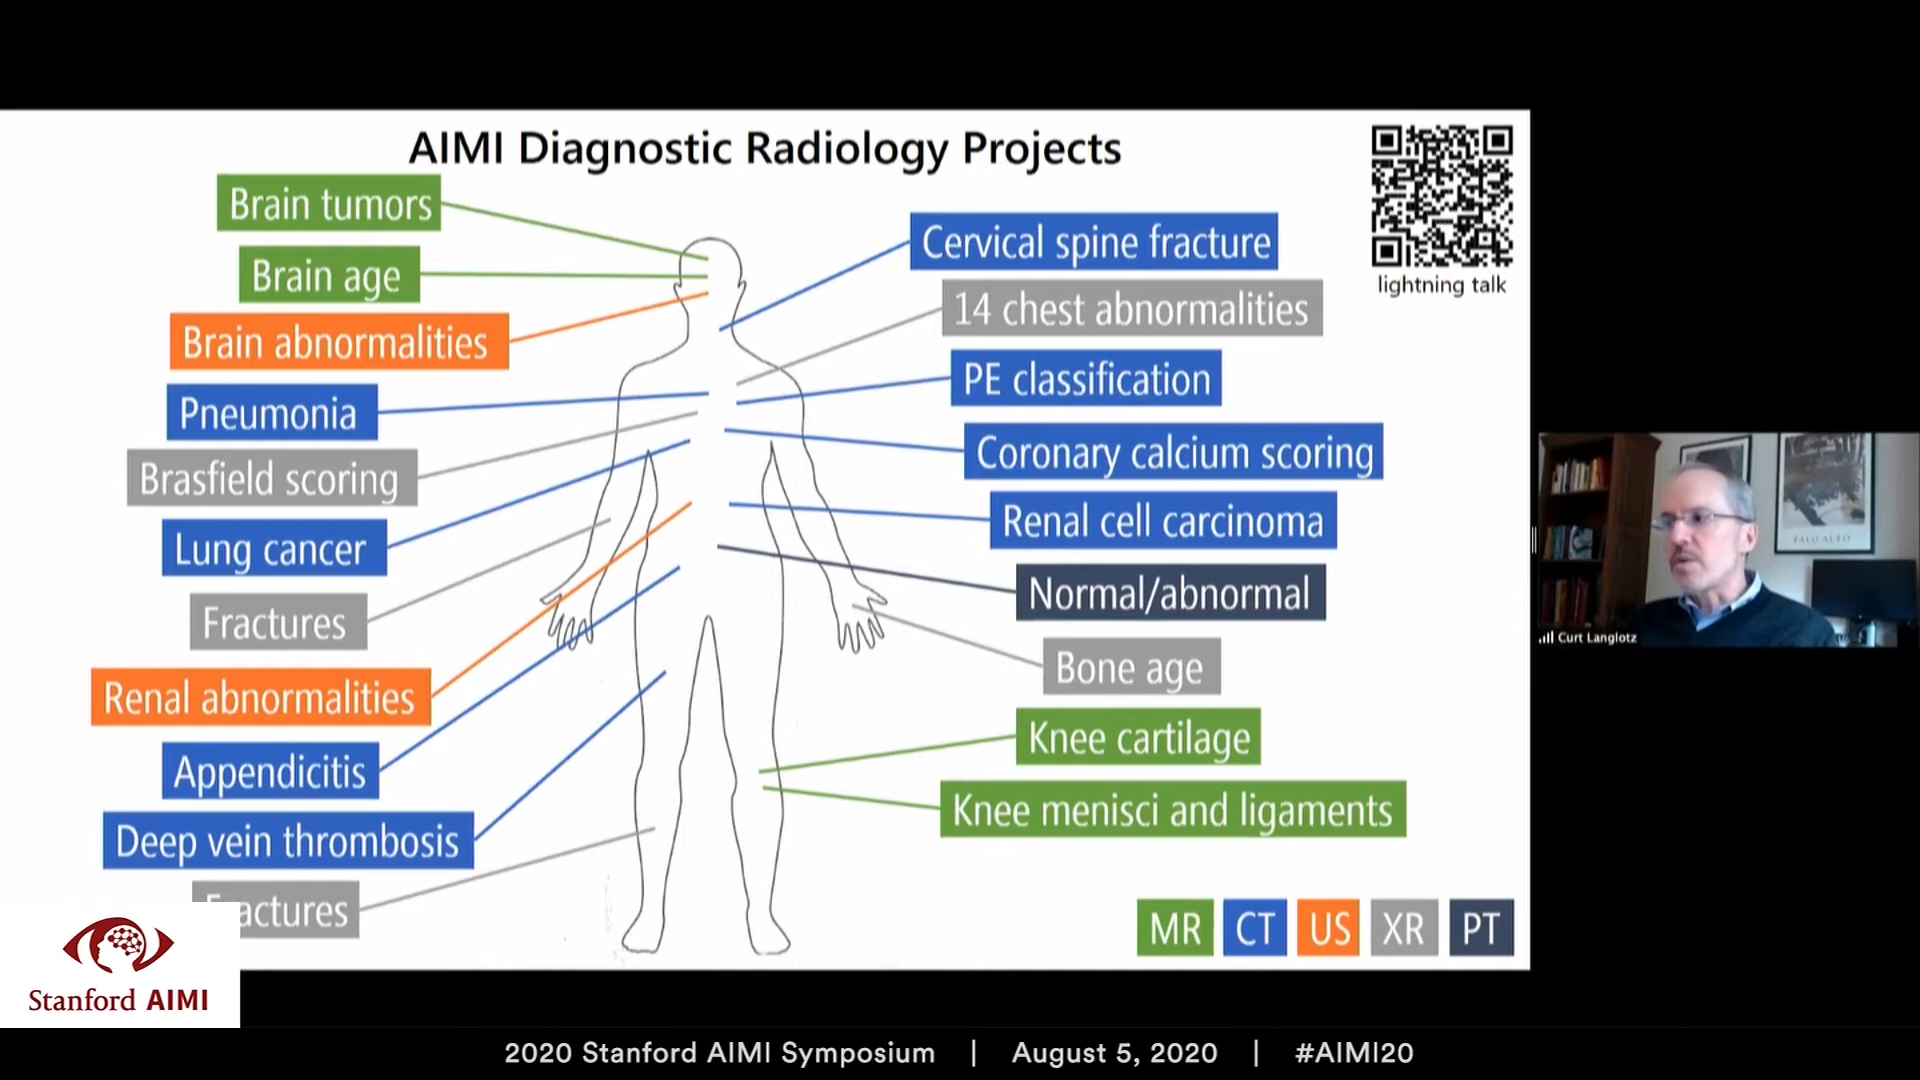 AIMI Diagnostic Radiology Projects
lightning talk
Brain tumors
Brain age
Brain abnormalities
Pneumonia
Brasfield scoring
Lung cancer
Fractures
Renal abnormalities
Appendicitis
Deep vein thrombosis
Fractures
Cervical spine fracture
14 chest abnormalities
PE classification
Coronary calcium scoring
Renal cell carcinoma
Normal/abnormal
Bone age
Knee cartilage
Knee menisci and ligaments
MR CT US XR PT
PALO ALTO
Curt Langlotz
Stanford AIMI
2020 Stanford AIMI Symposium | August 5, 2020 | #AIMI20